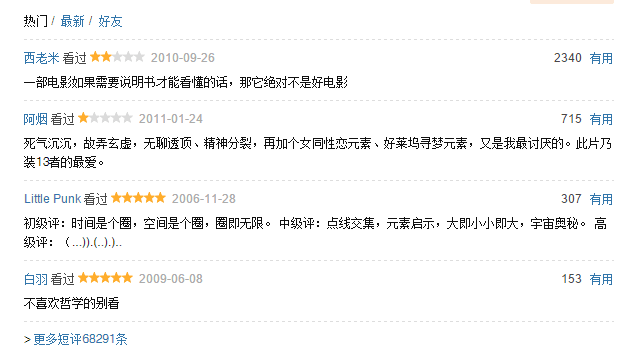 热门 / 最新 / 好友
西老米 看过 2010-09-26 2340 有用
一部电影如果需要说明书才能看懂的话，那它绝对不是好电影
阿烟 看过 2011-01-24 715 有用
死气沉沉，故弄玄虚，无聊透顶、精神分裂，再加个女同性恋元素、好莱坞寻梦元素，又是我最讨厌的。此片乃
装13者的最爱。
Little Punk 看过 2006-11-28 307 有用
初级评：时间是个圈，空间是个圈，圈即无限。 中级评：点线交集，元素启示，大即小小即大，宇宙奥秘。 高
级评：（ ...)).(..).)..
白羽 看过 2009-06-08 153 有用
不喜欢哲学的别看
> 更多短评68291条